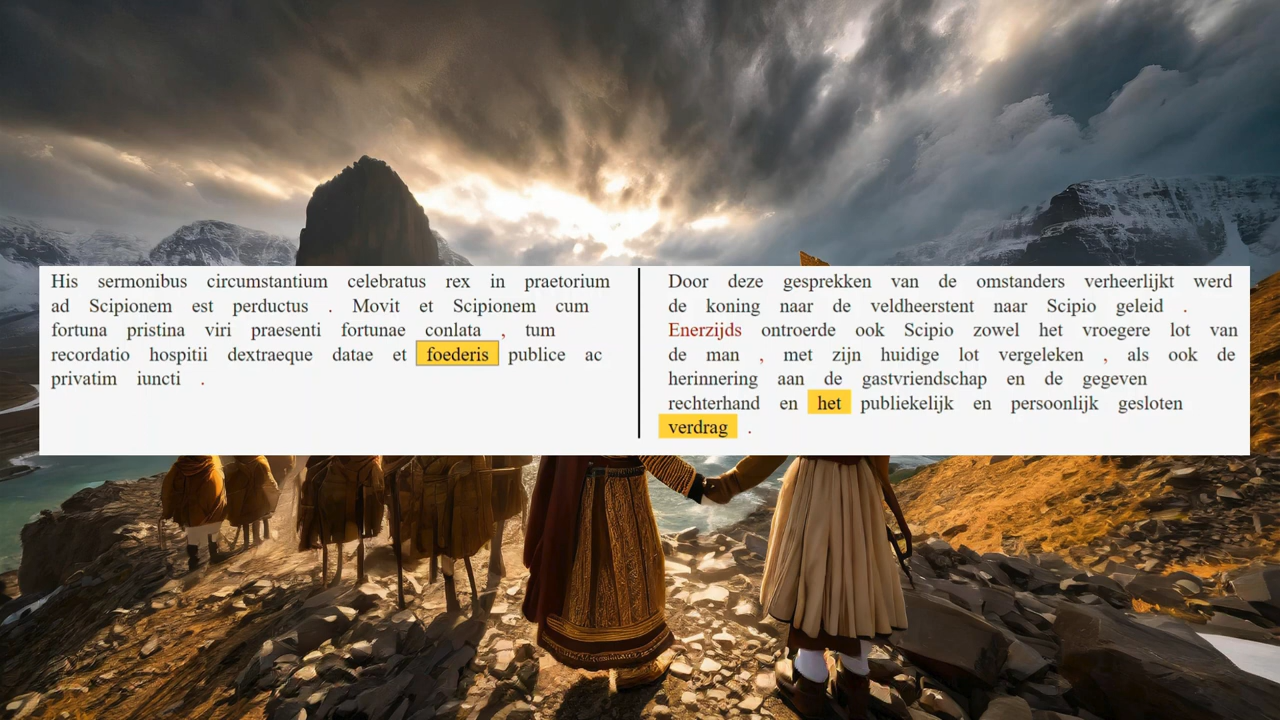 His sermonibus circumstantium celebratus rex in praetorium
ad Scipionem est perductus . Movit et Scipionem cum
fortuna pristina viri praesenti fortunae conlata , tum
recordatio hospitii dextraeque datae et foederis publice ac
privatim iuncti .
Door deze gesprekken van de omstanders verheerlijkt werd
de koning naar de veldheerstent naar Scipio geleid .
Enerzijds ontroerde ook Scipio zowel het vroegere lot van
de man , met zijn huidige lot vergeleken , als ook de
herinnering aan de gastvriendschap en de gegeven
rechterhand en het publiekelijk en persoonlijk gesloten
verdrag .